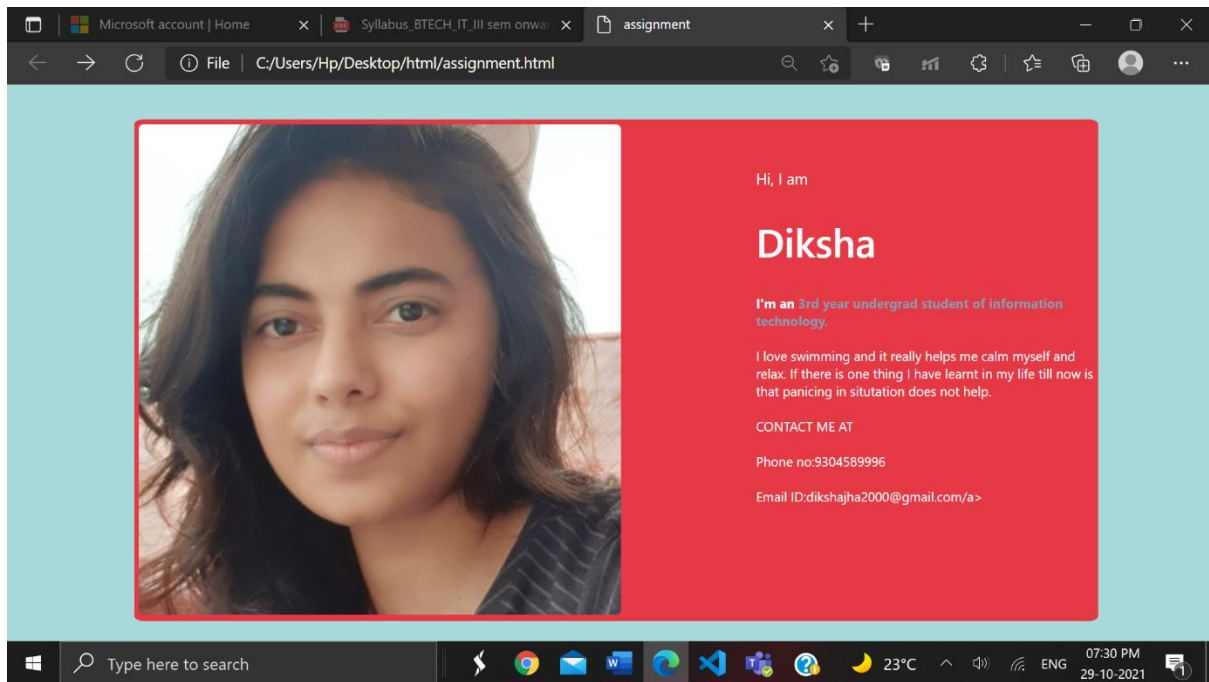 Microsoft account | Home
Syllabus_BTECH_IT_III sem onwar
assignment
File
C:/Users/Hp/Desktop/html/assignment.html
Hi, I am
Diksha
I'm an 3rd year undergrad student of information
technology.
I love swimming and it really helps me calm myself and
relax. If there is one thing I have learnt in my life till now is
that panicing in situtation does not help.
CONTACT ME AT
Phone no:9304589996
Email ID:dikshajha2000@gmail.com/a>
Type here to search
23°C
ENG
07:30 PM
29-10-2021
1